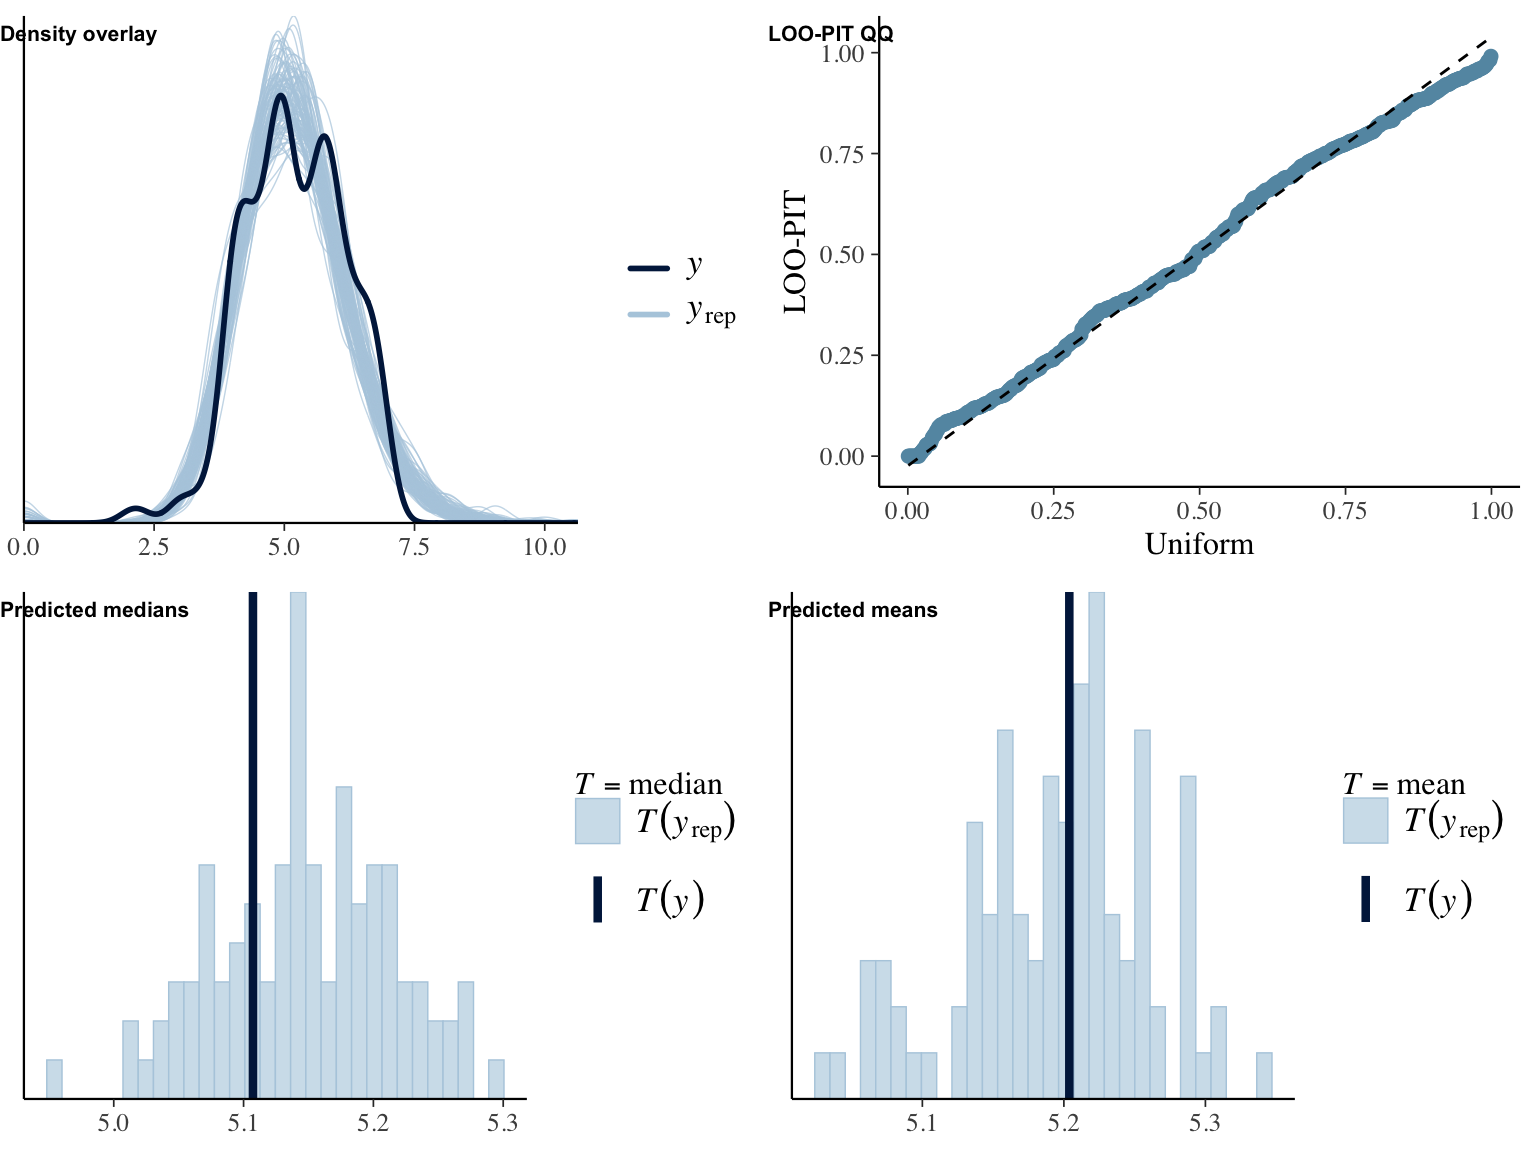 Density overlay
y
yrep
0.0 2.5 5.0 7.5 10.0
LOO-PIT QQ
1.00
0.75
0.50
0.25
0.00
LOO-PIT
0.00 0.25 0.50 0.75 1.00
Uniform
Predicted medians
T = median
T(yrep)
T(y)
5.0 5.1 5.2 5.3
Predicted means
T = mean
T(yrep)
T(y)
5.1 5.2 5.3